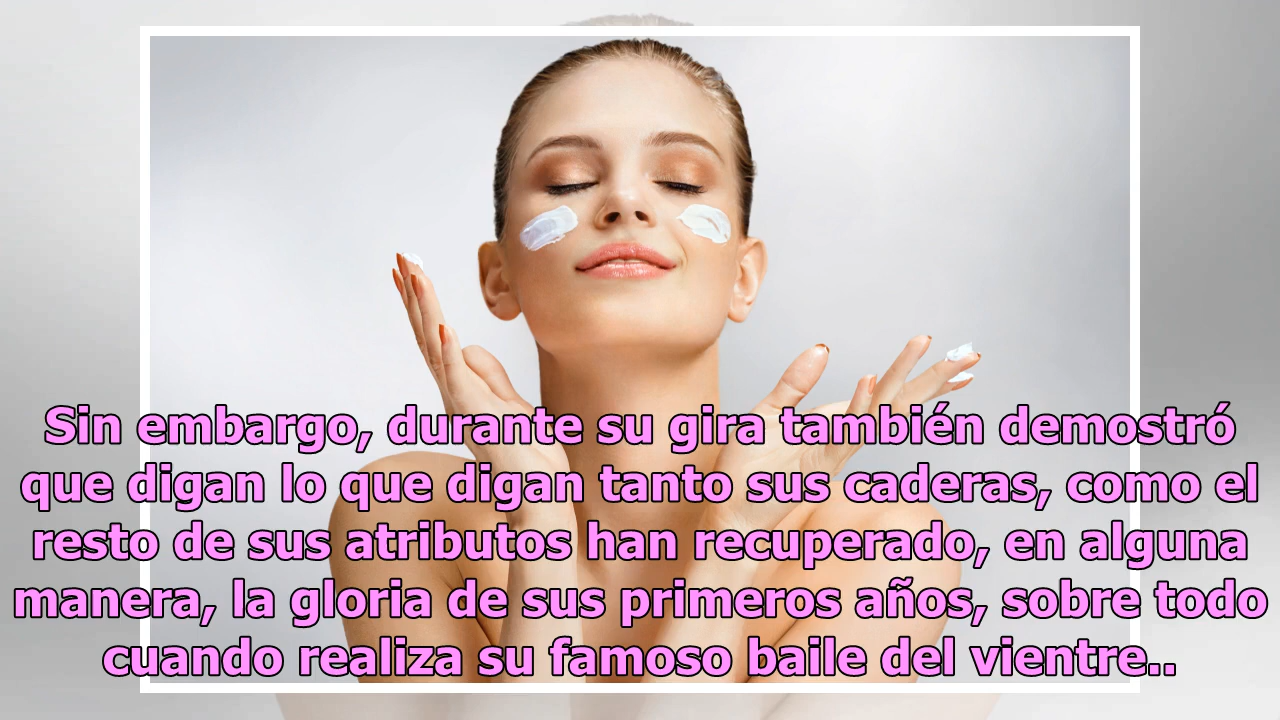 Sin embargo, durante su gira también demostró
que digan lo que digan tanto sus caderas, como el
resto de sus atributos han recuperado, en alguna
manera, la gloria de sus primeros años, sobre todo
cuando realiza su famoso baile del vientre..